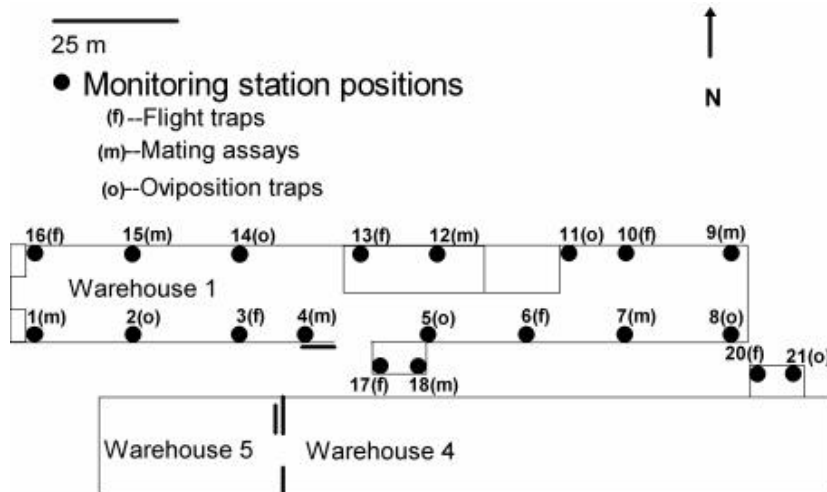 25 m
N
Monitoring station positions
(f)--Flight traps
(m)--Mating assays
(o)--Oviposition traps
16(f) 15(m) 14(o) 13(f) 12(m) 11(o) 10(f) 9(m)
Warehouse 1
1(m) 2(o) 3(f) 4(m) 5(o) 6(f) 7(m) 8(o)
20(f) 21(o)
17(f) 18(m)
Warehouse 5 Warehouse 4